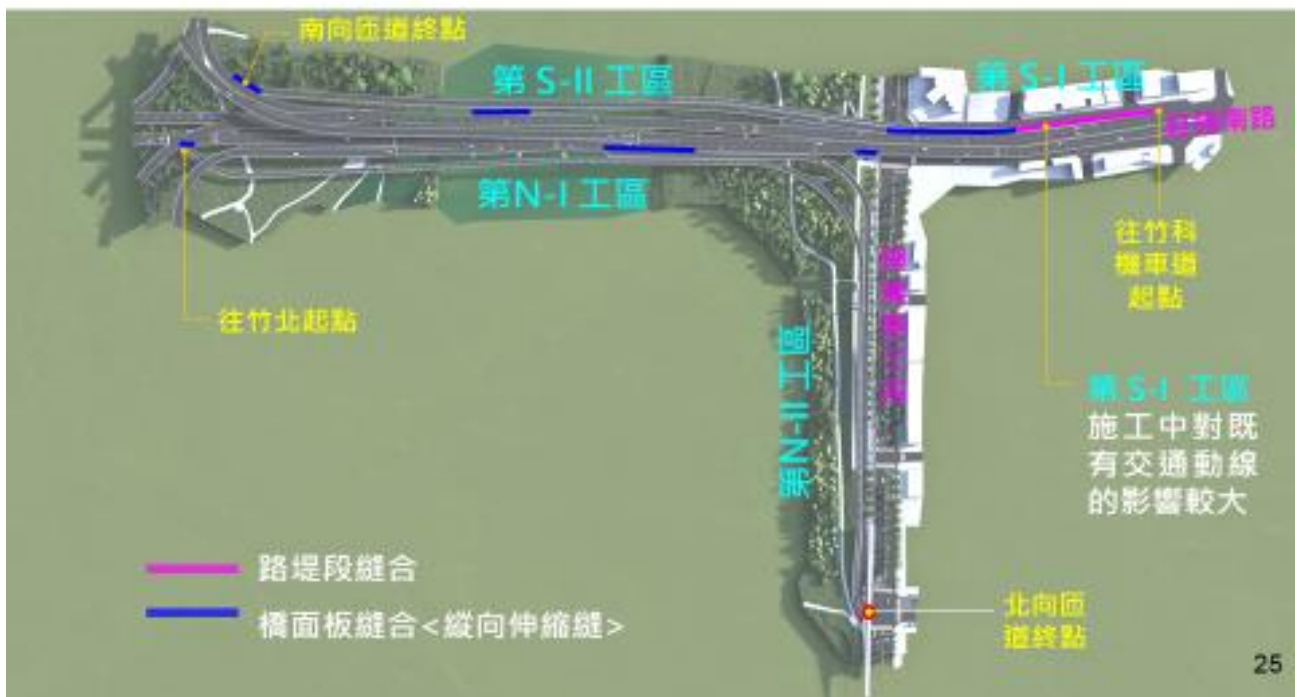 南向匝道終點
第 S-II 工區
第 S-I 工區
第N-I 工區
往竹科
機車道
起點
往竹北起點
第N-II 工區
第 S-I 工區
施工中對既
有交通動線
的影響較大
路堤段縫合
橋面板縫合<縱向伸縮縫>
北向匝
道終點
25